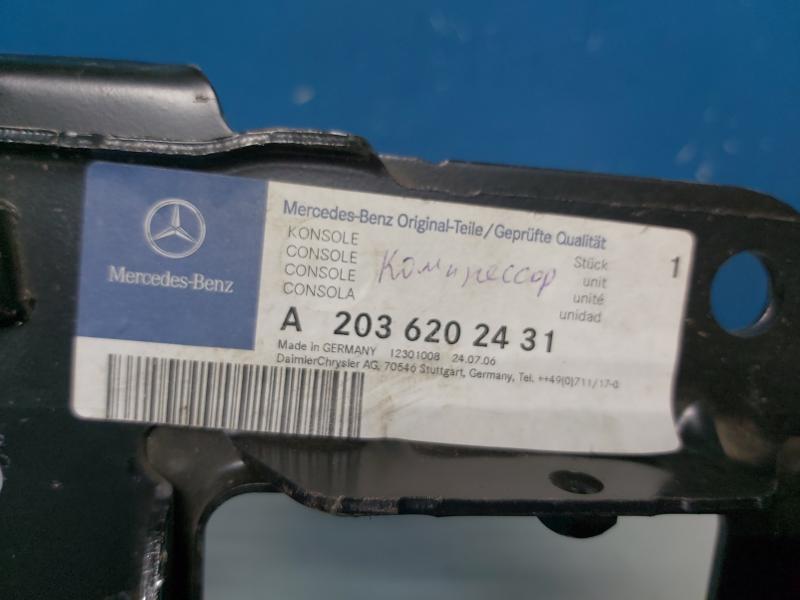 Mercedes-Benz
Mercedes-Benz Original-Teile/Geprüfte Qualität
KONSOLE
CONSOLE
CONSOLE
CONSOLA
Компрессор
Stück
unit
unité
unidad
1
A 203 620 24 31
Made in GERMANY 12301008 24.07.06
DaimlerChrysler AG, 70546 Stuttgart, Germany, Tel. ++49(0)711/17-0